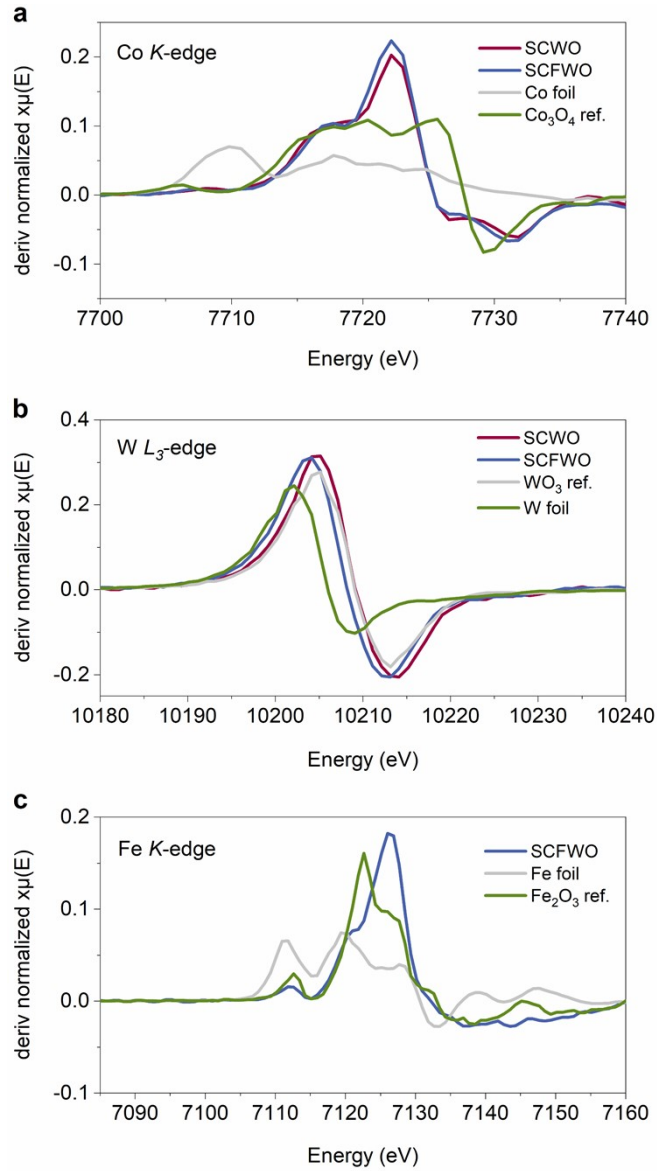 a
Co K-edge
SCWO
SCFWO
Co foil
Co₃O₄ ref.
deriv normalized xμ(E)
0.2
0.1
0.0
-0.1
7700 7710 7720 7730 7740
Energy (eV)
b
W L₃-edge
SCWO
SCFWO
WO₃ ref.
W foil
deriv normalized xμ(E)
0.4
0.2
0.0
-0.2
10180 10190 10200 10210 10220 10230 10240
Energy (eV)
c
Fe K-edge
SCFWO
Fe foil
Fe₂O₃ ref.
deriv normalized xμ(E)
0.2
0.1
0.0
-0.1
7090 7100 7110 7120 7130 7140 7150 7160
Energy (eV)